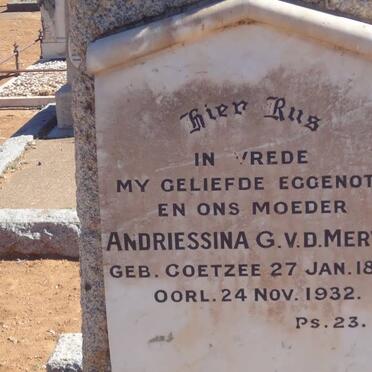 Hier Rus
IN VREDE
MY GELIEFDE EGGENOT
EN ONS MOEDER
ANDRIESSINA G.V.D. MER
GEB. COETZEE 27 JAN. 18
OORL. 24 NOV. 1932.
Ps. 23.